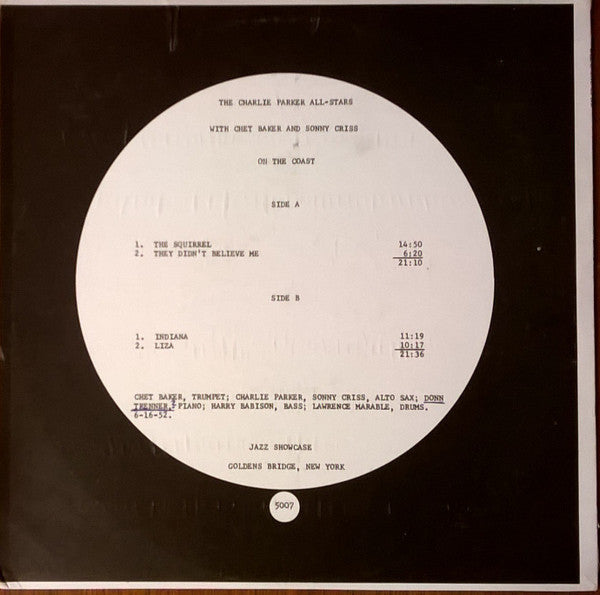 THE CHARLIE PARKER ALL-STARS
WITH CHET BAKER AND SONNY CRISS
ON THE COAST
SIDE A
1. THE SQUIRREL 14:50
2. THEY DIDN'T BELIEVE ME 6:20
21:10
SIDE B
1. INDIANA 11:19
2. LIZA 10:17
21:36
CHET BAKER, TRUMPET; CHARLIE PARKER, SONNY CRISS, ALTO SAX; DONN
TRENNER, PIANO; HARRY BABISON, BASS; LAWRENCE MARABLE, DRUMS.
6-16-52.
JAZZ SHOWCASE
GOLDENS BRIDGE, NEW YORK
5007